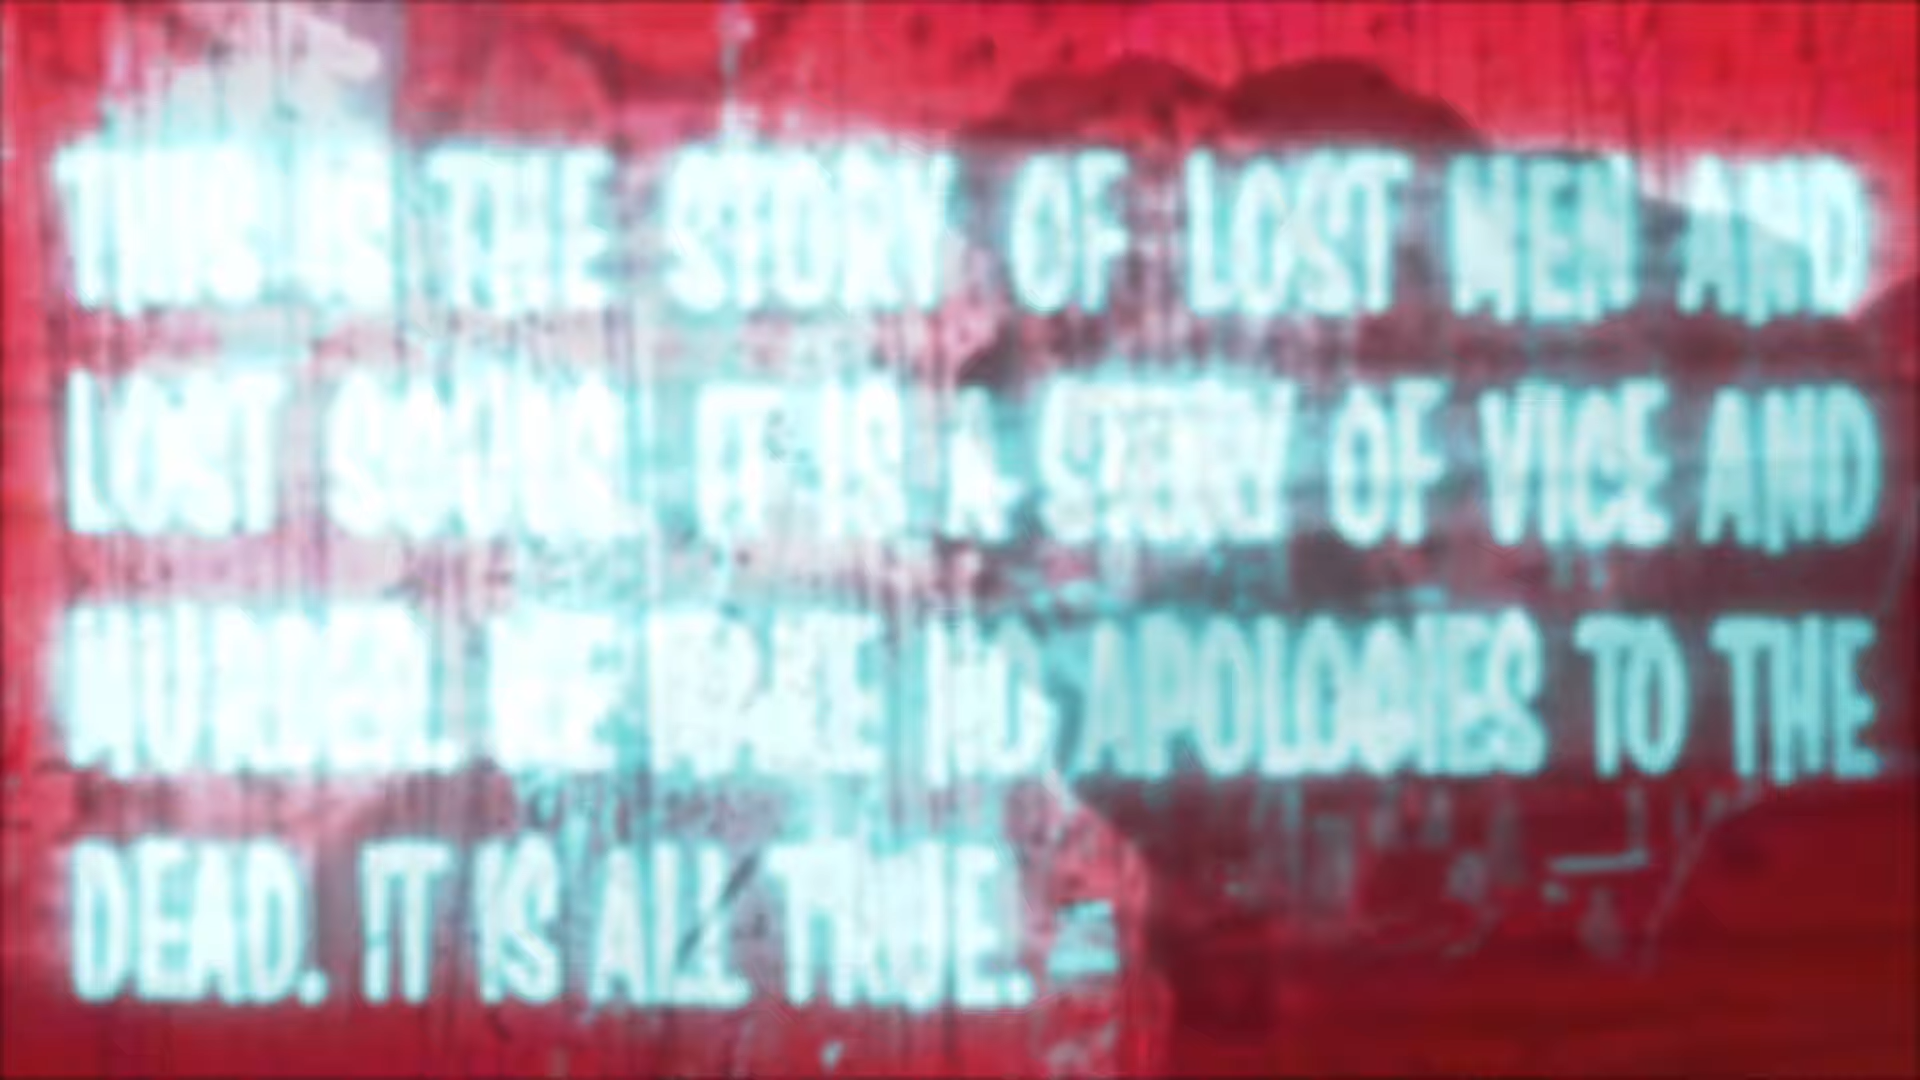 THIS IS THE STORY OF LOST MEN AND
LOST SOULS. IT IS A STORY OF VICE AND
MURDER. WE MAKE NO APOLOGIES TO THE
DEAD. IT IS ALL TRUE.